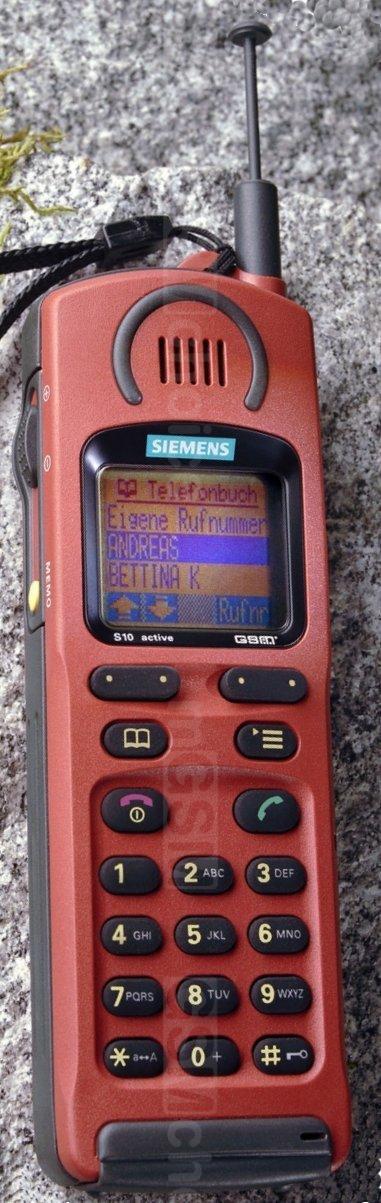 SIEMENS
Telefonbuch
Eigene Rufnummer
ANDREAS
BETTINA K
Rufnr
S10 active GSM
MEMO
1 2 ABC 3 DEF
4 GHI 5 JKL 6 MNO
7 PQRS 8 TUV 9 WXYZ
* a↔A 0 + #